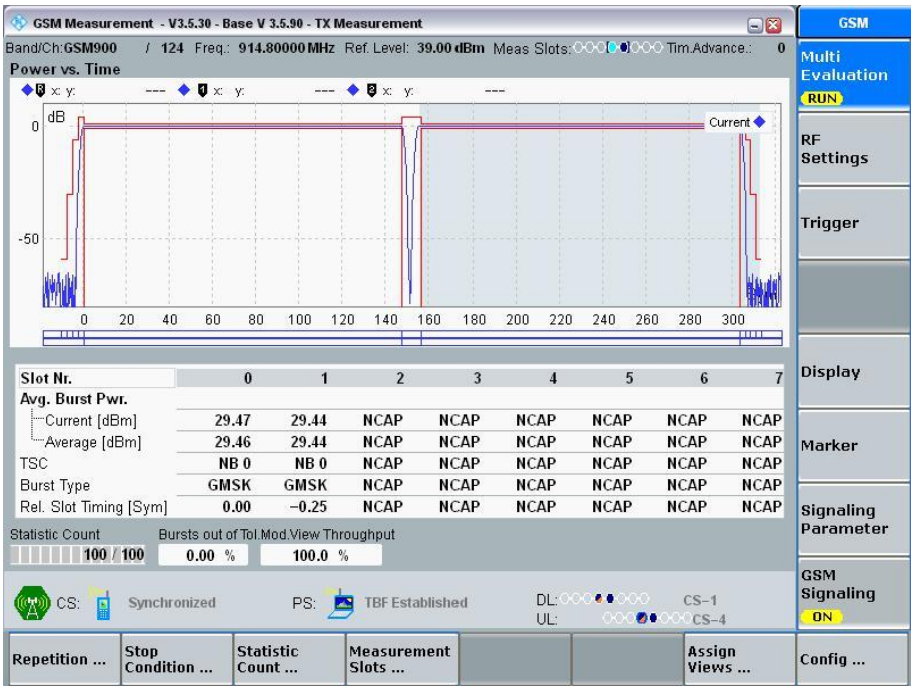 GSM Measurement - V3.5.30 - Base V 3.5.90 - TX Measurement
GSM
Band/Ch:GSM900 / 124 Freq.: 914.80000 MHz Ref. Level: 39.00 dBm Meas Slots: Tim.Advance.: 0
Multi Evaluation
RUN
Power vs. Time
R x: y: --- 1 x: y: --- 2 x: y: ---
dB
Current
0
-50
0 20 40 60 80 100 120 140 160 180 200 220 240 260 280 300
RF Settings
Trigger
Display
Marker
Signaling Parameter
GSM Signaling
ON
Slot Nr. 0 1 2 3 4 5 6 7
Avg. Burst Pwr.
Current [dBm] 29.47 29.44 NCAP NCAP NCAP NCAP NCAP NCAP
Average [dBm] 29.46 29.44 NCAP NCAP NCAP NCAP NCAP NCAP
TSC NB 0 NB 0 NCAP NCAP NCAP NCAP NCAP NCAP
Burst Type GMSK GMSK NCAP NCAP NCAP NCAP NCAP NCAP
Rel. Slot Timing [Sym] 0.00 -0.25 NCAP NCAP NCAP NCAP NCAP NCAP
Statistic Count Bursts out of Tol. Mod.View Throughput
100 / 100 0.00 % 100.0 %
CS: Synchronized PS: TBF Established DL: CS-1
UL: CS-4
Repetition ... Stop Condition ... Statistic Count ... Measurement Slots ... Assign Views ... Config ...